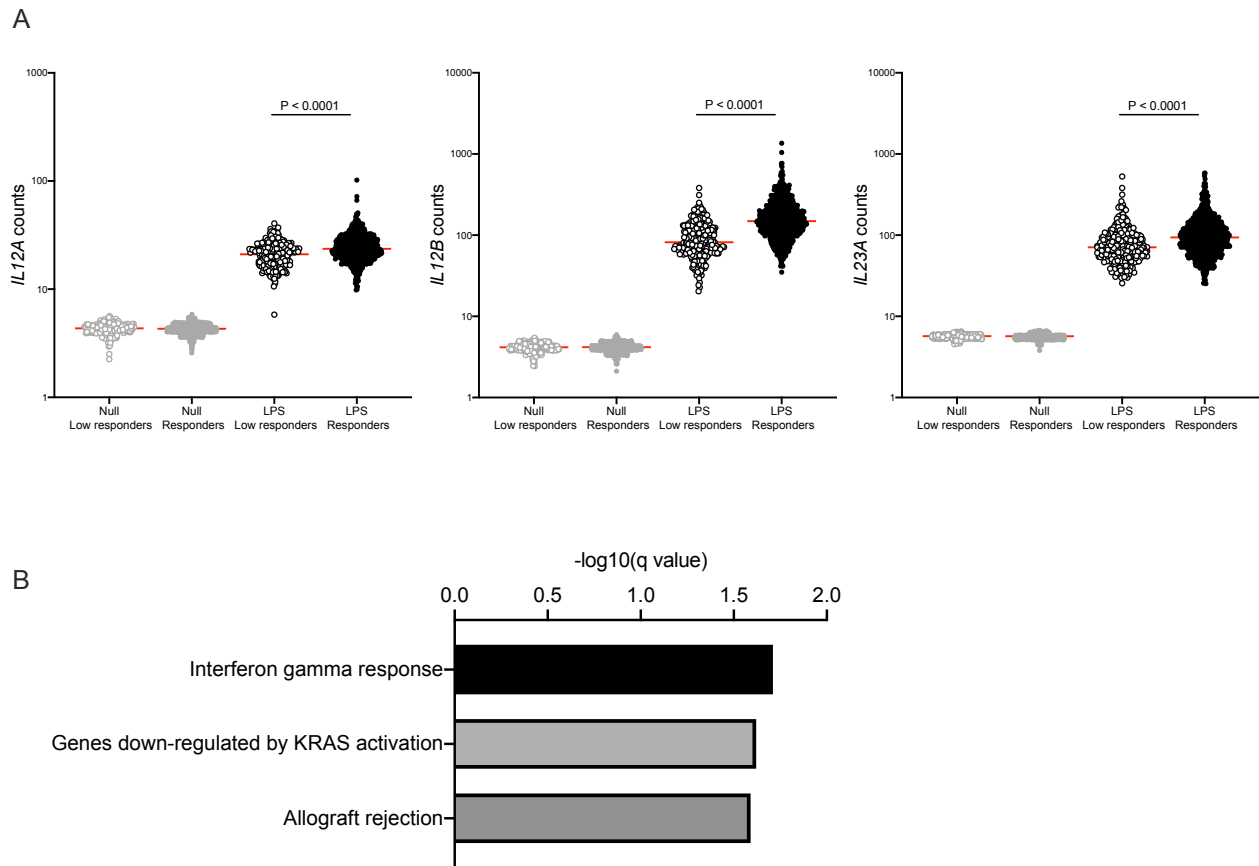 A
1000
100
10
1
IL12A counts
P < 0.0001
Null
Low responders
Null
Responders
LPS
Low responders
LPS
Responders
10000
1000
100
10
1
IL12B counts
P < 0.0001
Null
Low responders
Null
Responders
LPS
Low responders
LPS
Responders
10000
1000
100
10
1
IL23A counts
P < 0.0001
Null
Low responders
Null
Responders
LPS
Low responders
LPS
Responders
B
-log10(q value)
0.0 0.5 1.0 1.5 2.0
Interferon gamma response
Genes down-regulated by KRAS activation
Allograft rejection